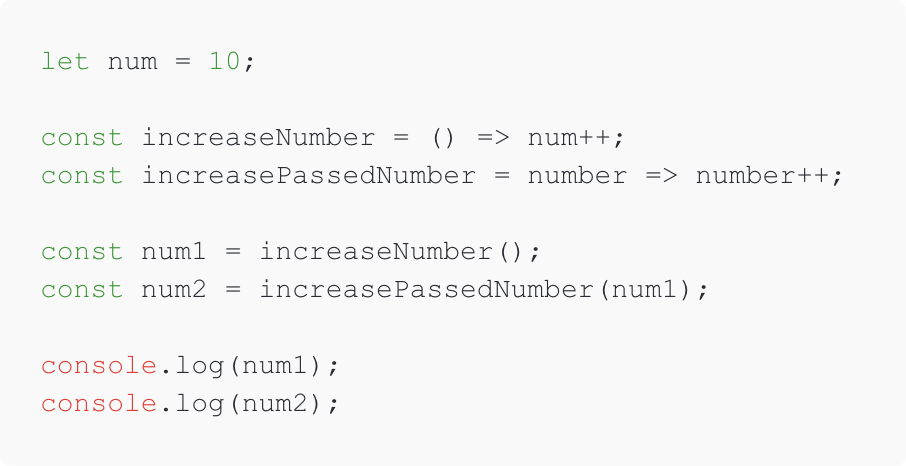 let num = 10;
const increaseNumber = () => num++;
const increasePassedNumber = number => number++;
const num1 = increaseNumber();
const num2 = increasePassedNumber(num1);
console.log(num1);
console.log(num2);